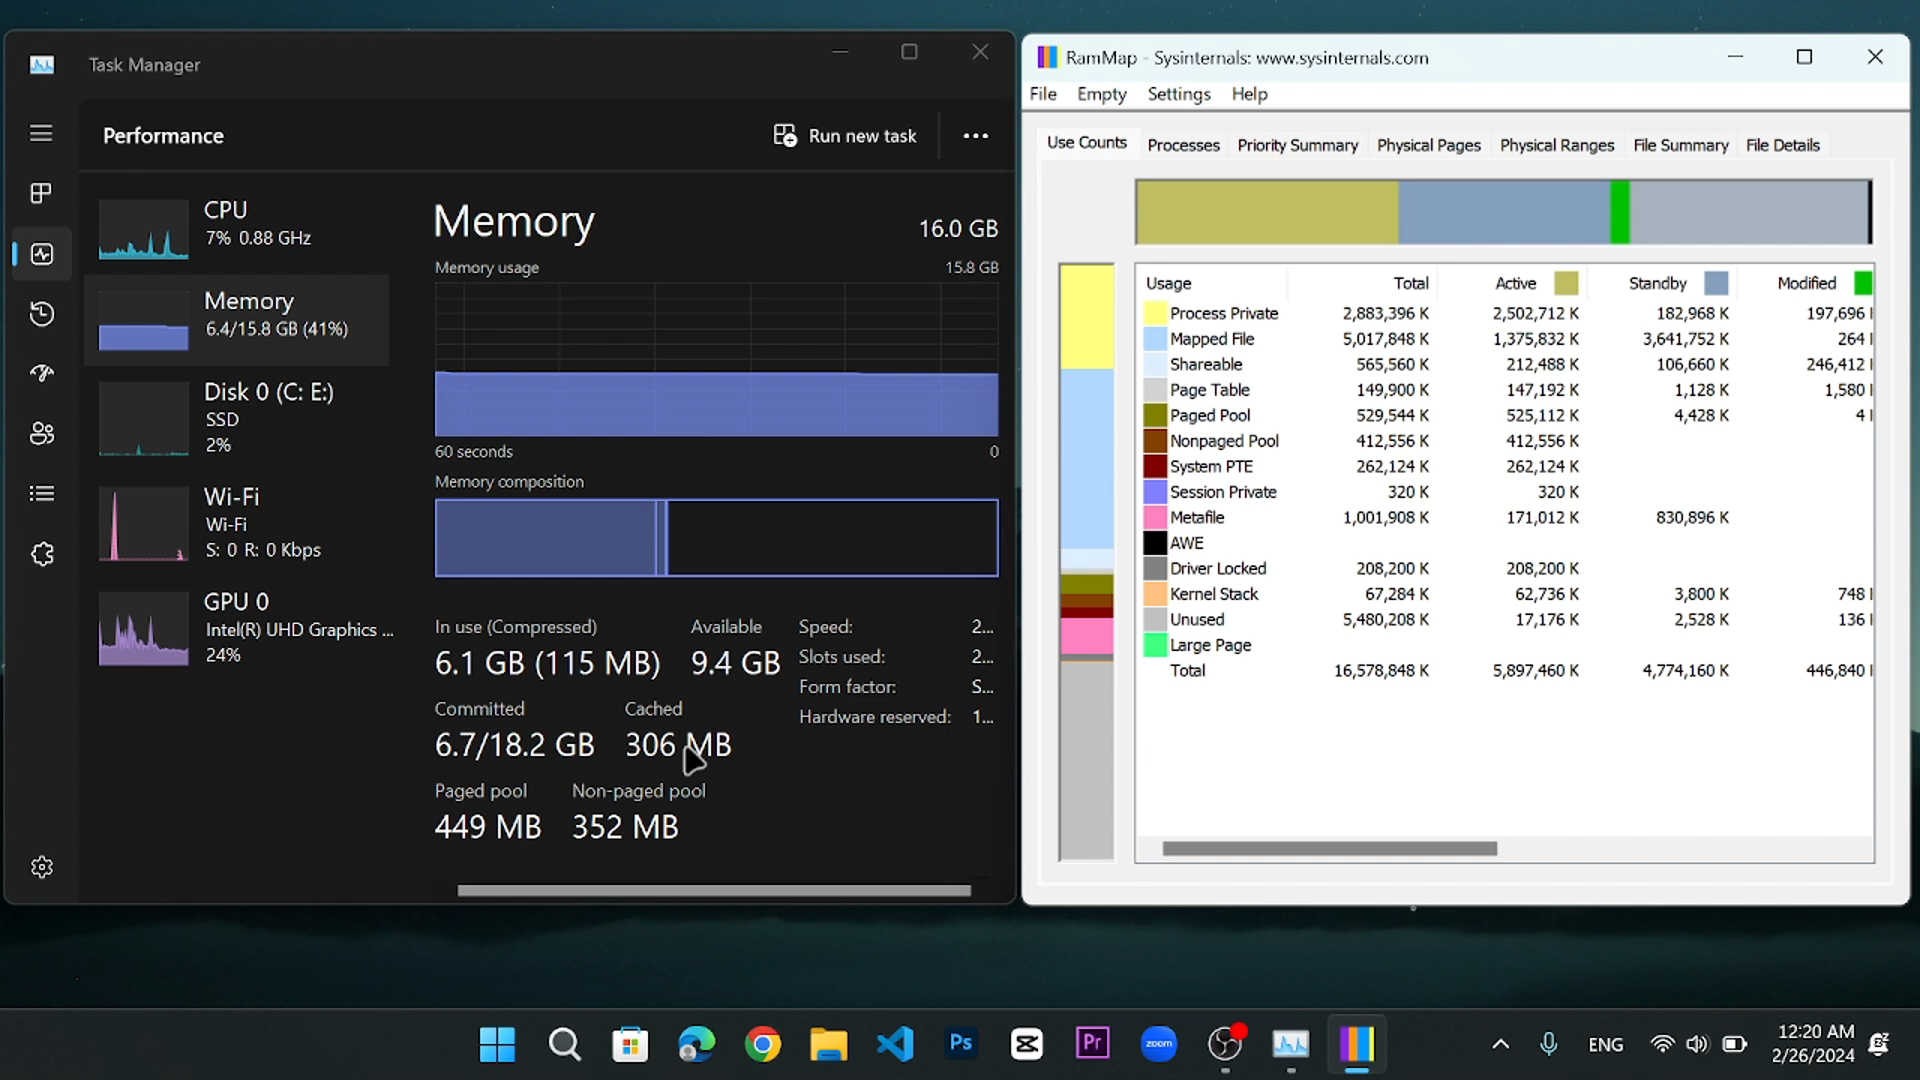 Task Manager
Performance
Run new task
CPU
7% 0.88 GHz
Memory
6.4/15.8 GB (41%)
Disk 0 (C: E:)
SSD
2%
Wi-Fi
Wi-Fi
S: 0 R: 0 Kbps
GPU 0
Intel(R) UHD Graphics ...
24%
Memory
16.0 GB
Memory usage
15.8 GB
60 seconds
0
Memory composition
In use (Compressed)
6.1 GB (115 MB)
Available
9.4 GB
Committed
6.7/18.2 GB
Cached
306 MB
Paged pool
449 MB
Non-paged pool
352 MB
Speed: 2...
Slots used: 2...
Form factor: S...
Hardware reserved: 1...
RamMap - Sysinternals: www.sysinternals.com
File Empty Settings Help
Use Counts Processes Priority Summary Physical Pages Physical Ranges File Summary File Details
Usage Total Active Standby Modified
Process Private 2,883,396 K 2,502,712 K 182,968 K 197,696
Mapped File 5,017,848 K 1,375,832 K 3,641,752 K 264
Shareable 565,560 K 212,488 K 106,660 K 246,412
Page Table 149,900 K 147,192 K 1,128 K 1,580
Paged Pool 529,544 K 525,112 K 4,428 K 4
Nonpaged Pool 412,556 K 412,556 K
System PTE 262,124 K 262,124 K
Session Private 320 K 320 K
Metafile 1,001,908 K 171,012 K 830,896 K
AWE
Driver Locked 208,200 K 208,200 K
Kernel Stack 67,284 K 62,736 K 3,800 K 748
Unused 5,480,208 K 17,176 K 2,528 K 136
Large Page
Total 16,578,848 K 5,897,460 K 4,774,160 K 446,840
Ps
Pr
zoom
ENG
12:20 AM
2/26/2024